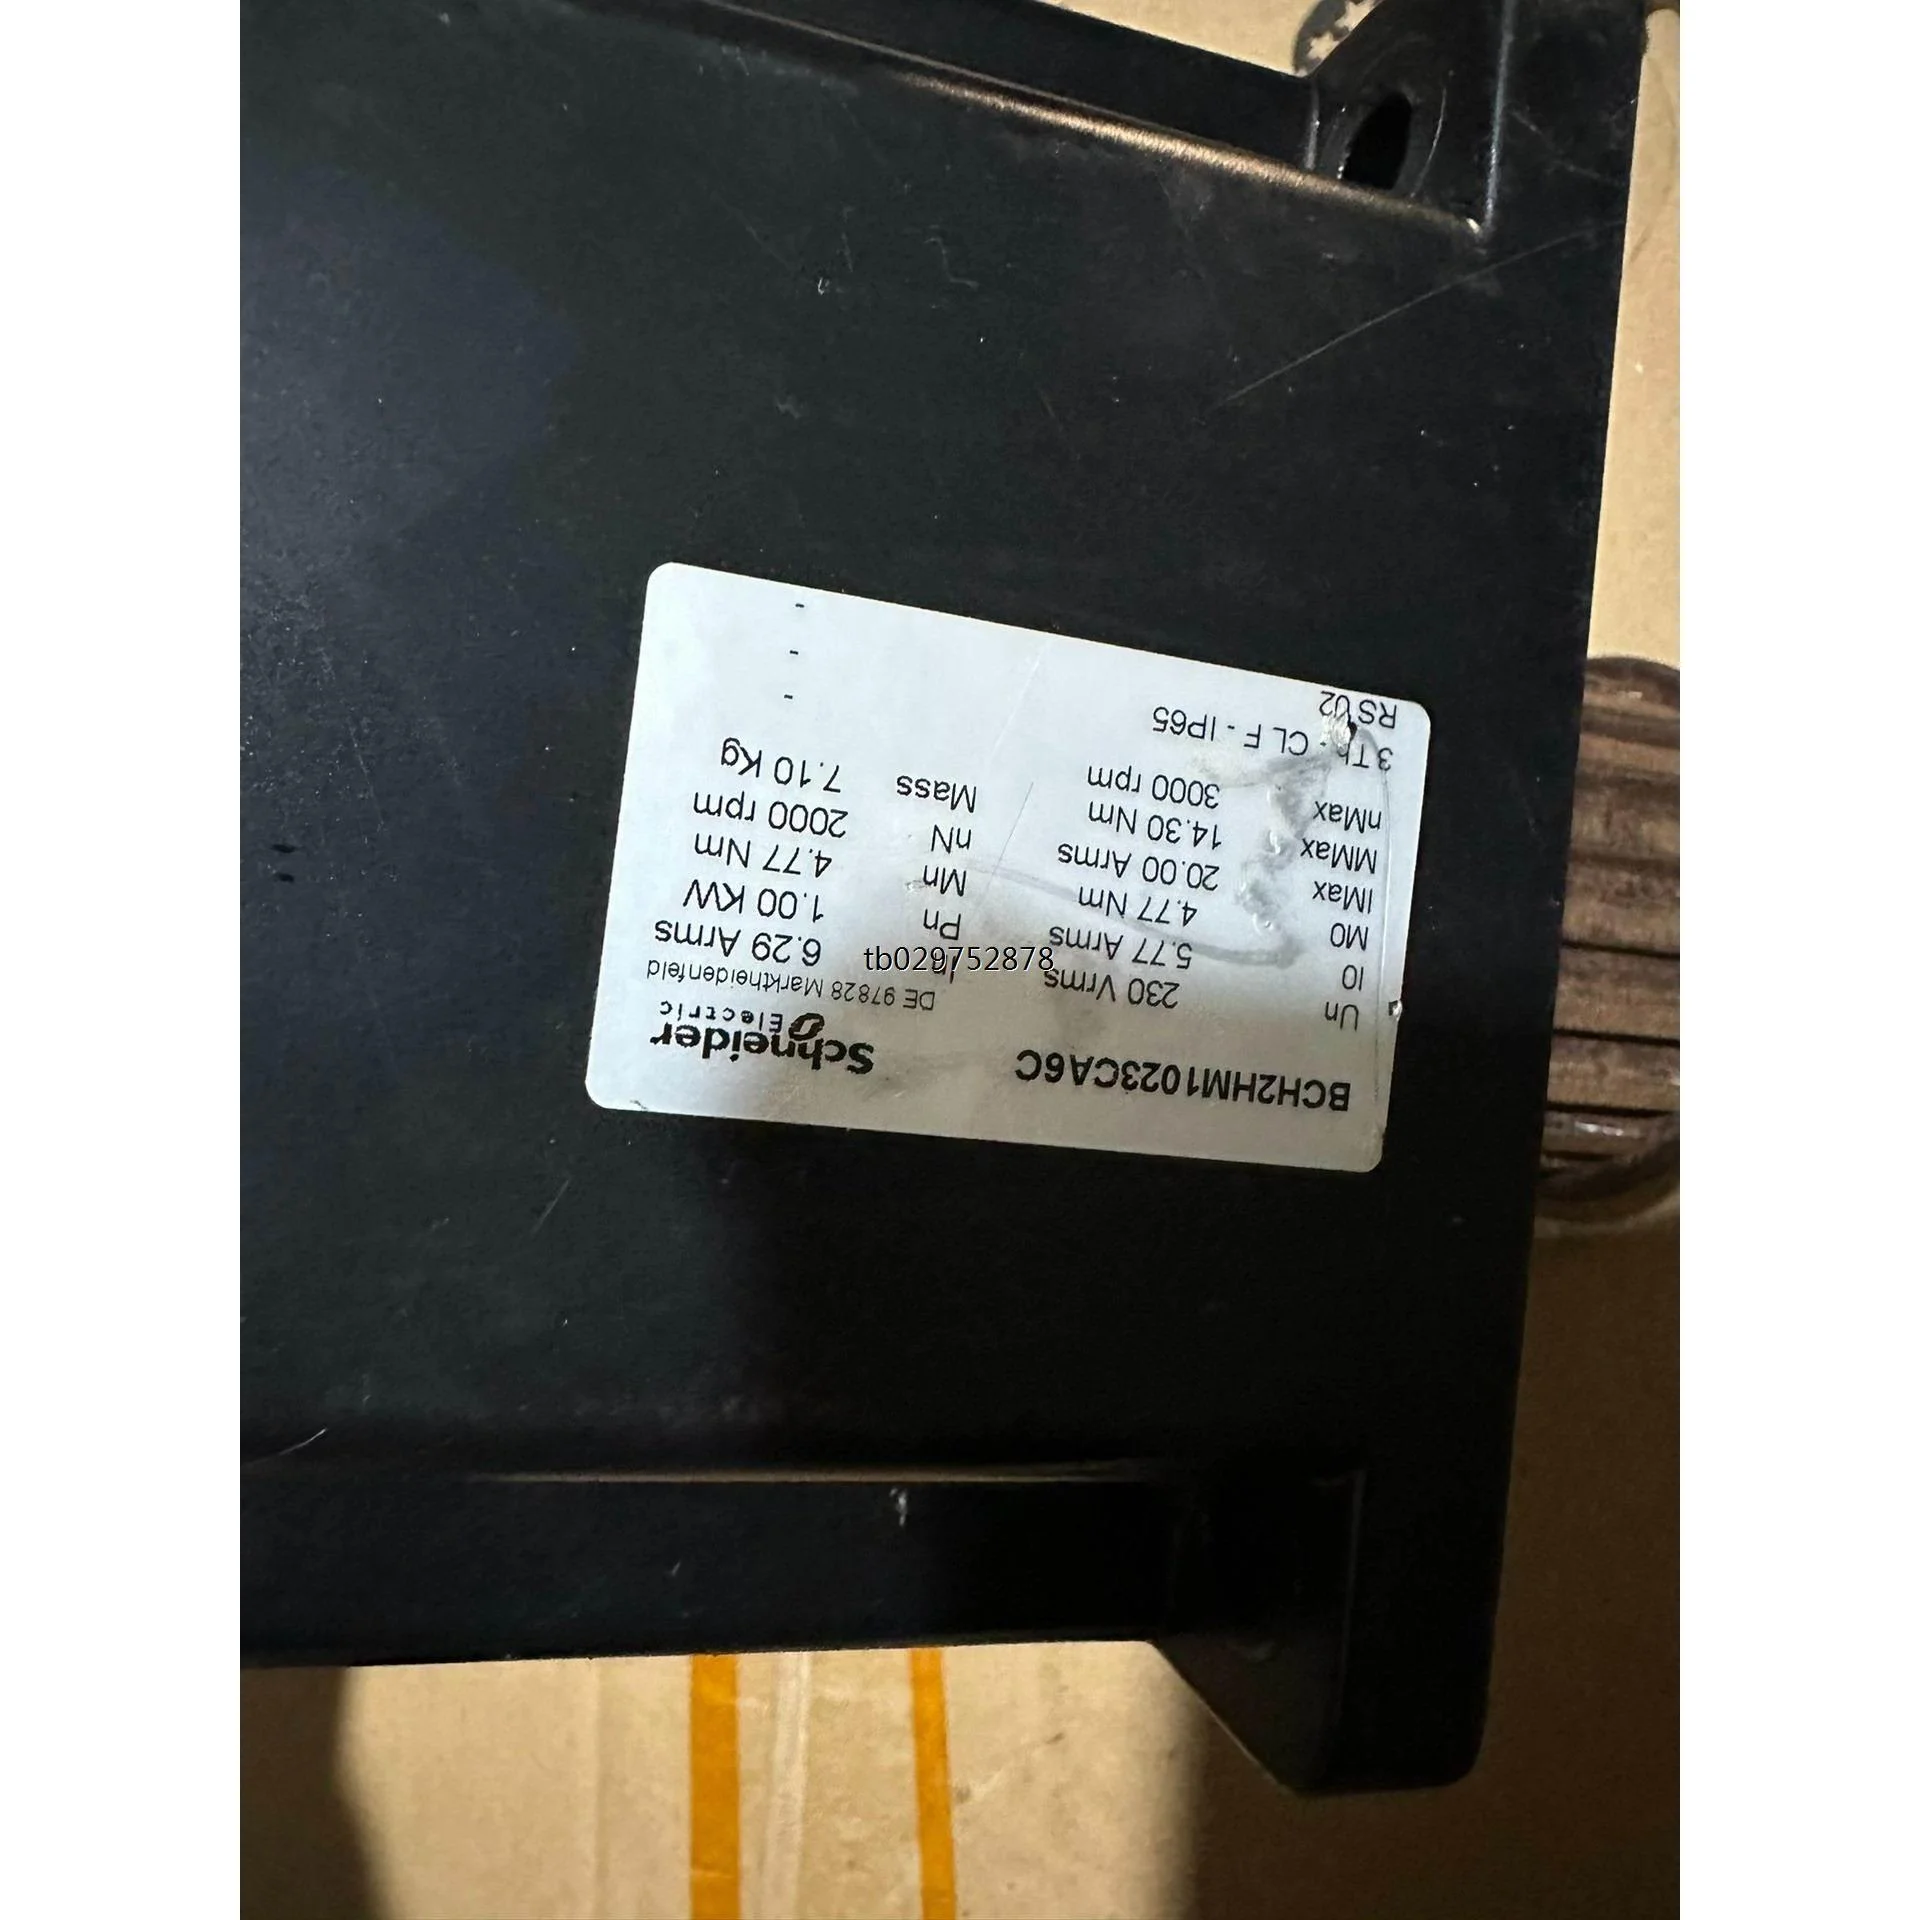 BCH2HM1023CA6C
Schneider
Electric
DE 97828 Marktheidenfeld
Un 230 Vrms
I0 5.77 Arms In 6.29 Arms
M0 4.77 Nm Pn 1.00 KW
IMax 20.00 Arms Mn 4.77 Nm
MMax 14.30 Nm nN 2000 rpm
nMax 3000 rpm Mass 7.10 Kg
3 Th - CL F - IP65 -
RS 02 -
-
tb029752878